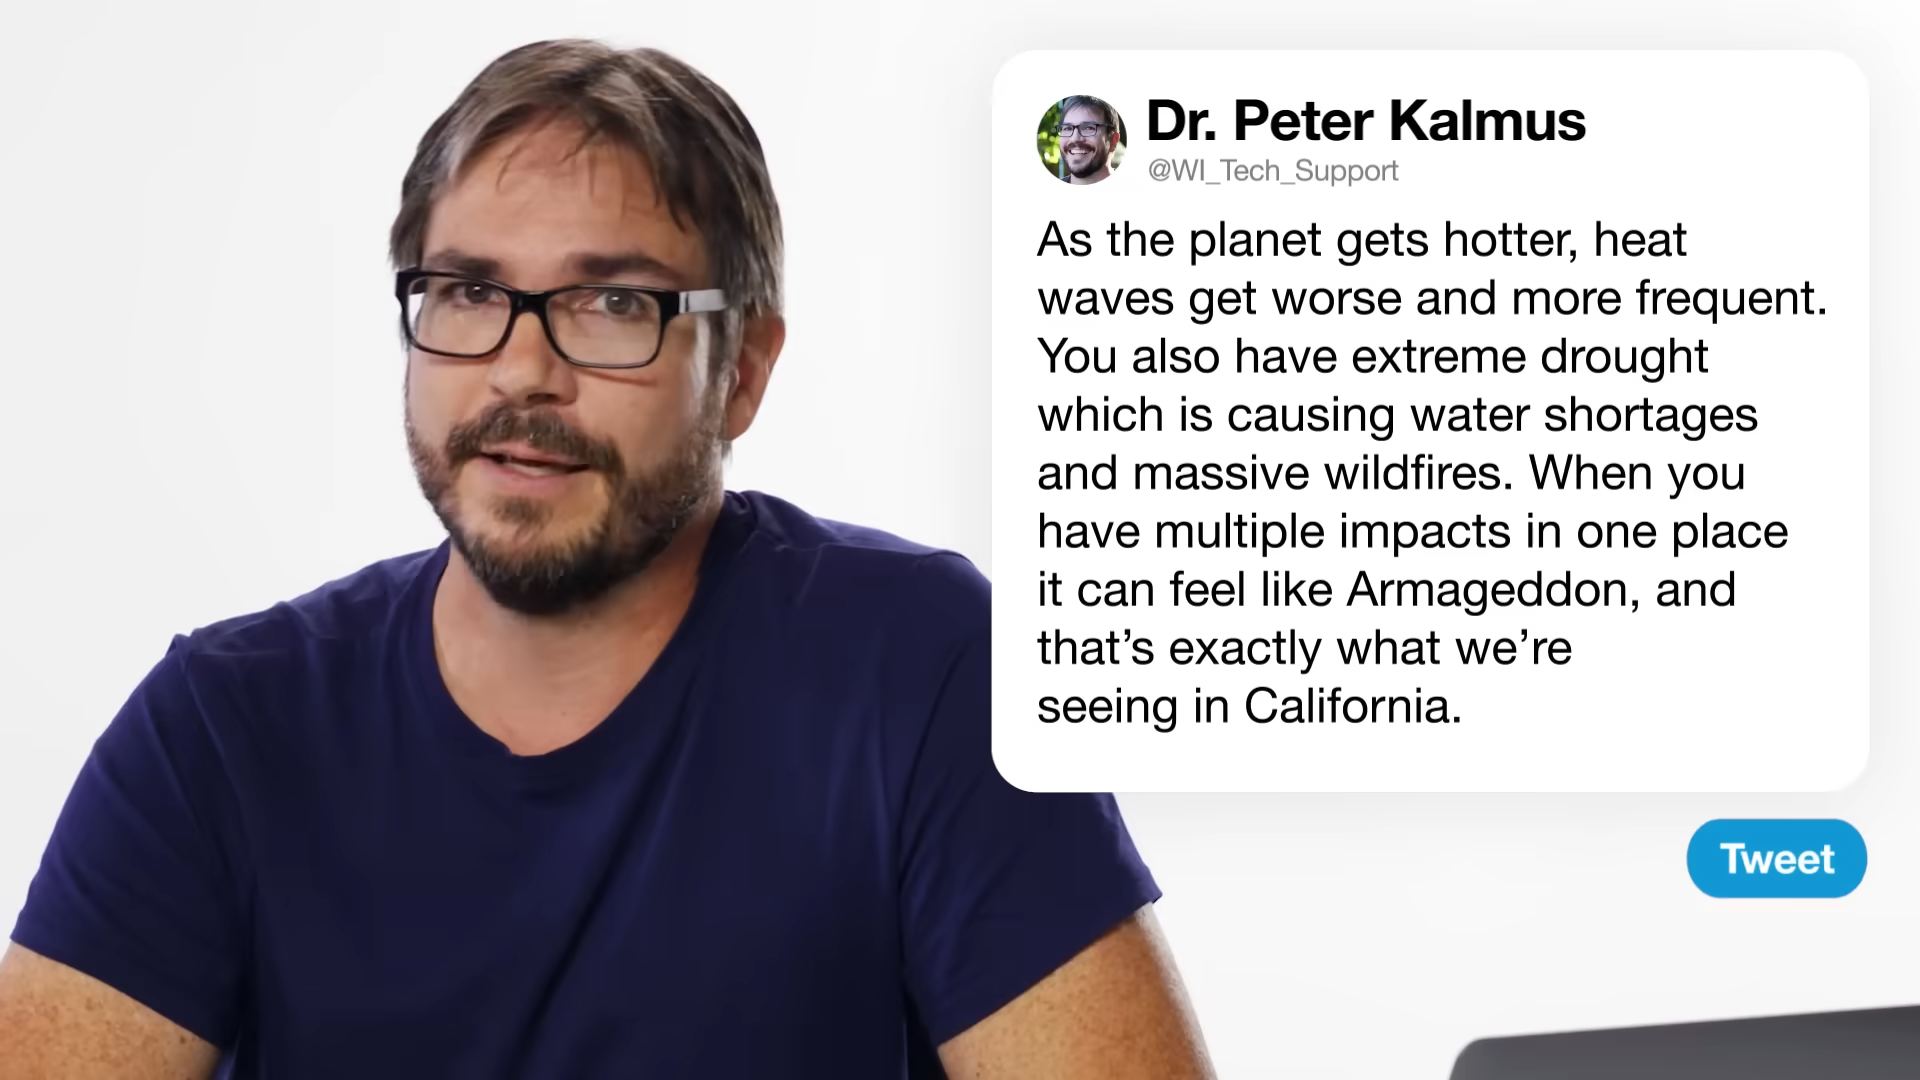 Dr. Peter Kalmus
@WI_Tech_Support
As the planet gets hotter, heat
waves get worse and more frequent.
You also have extreme drought
which is causing water shortages
and massive wildfires. When you
have multiple impacts in one place
it can feel like Armageddon, and
that’s exactly what we’re
seeing in California.
Tweet